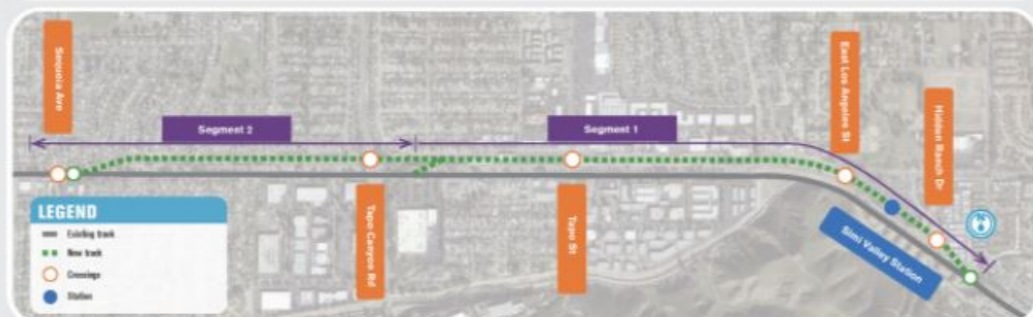 Sequoia Ave
Segment 2
Segment 1
East Los Angeles St
Hidden Ranch Dr
Tapo Canyon Rd
Tapo St
Simi Valley Station
LEGEND
Existing track
New track
Crossings
Station